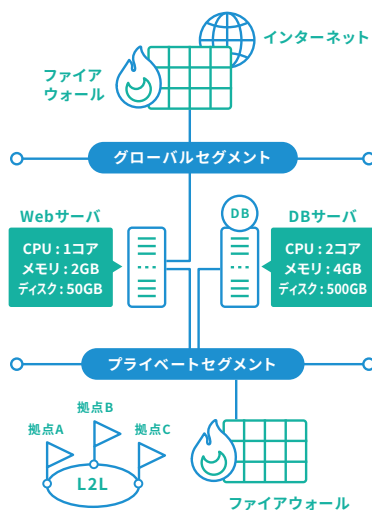 インターネット
ファイア
ウォール
グローバルセグメント
Webサーバ
CPU : 1コア
メモリ : 2GB
ディスク : 50GB
DB
DBサーバ
CPU : 2コア
メモリ : 4GB
ディスク : 500GB
プライベートセグメント
拠点A
拠点B
拠点C
L2L
ファイアウォール